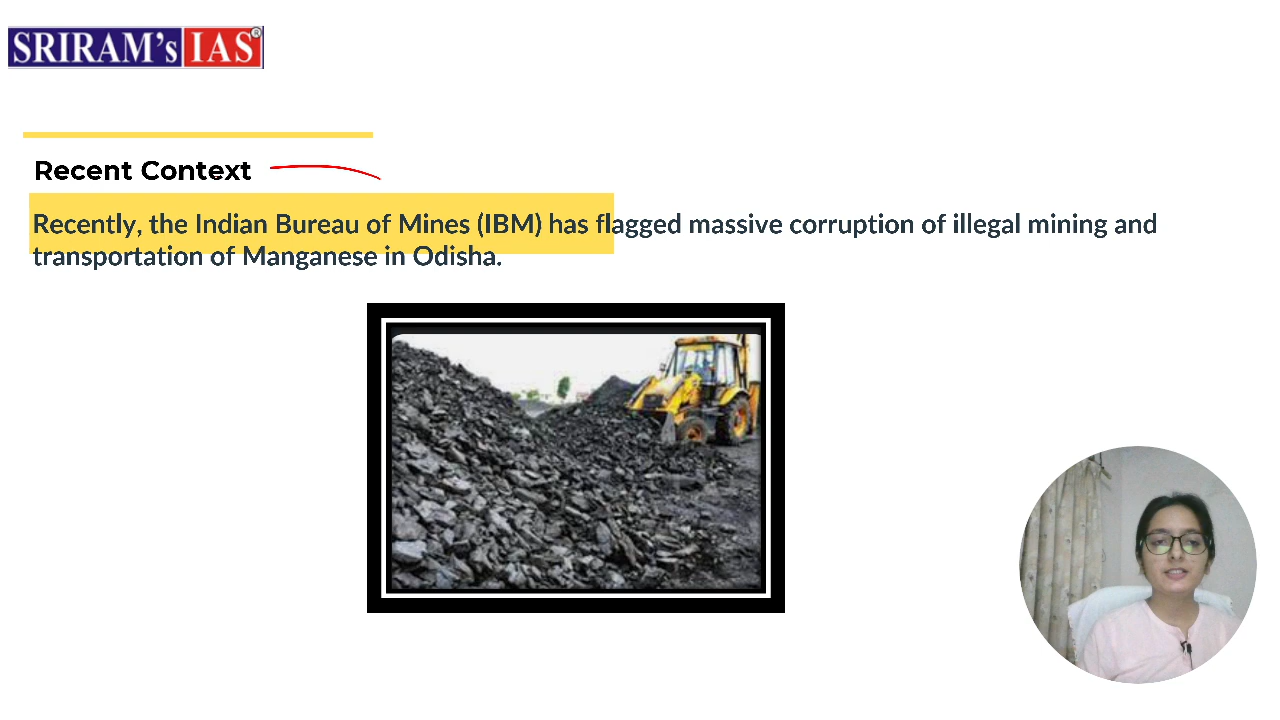 SRIRAM's IAS®
Recent Context
Recently, the Indian Bureau of Mines (IBM) has flagged massive corruption of illegal mining and
transportation of Manganese in Odisha.